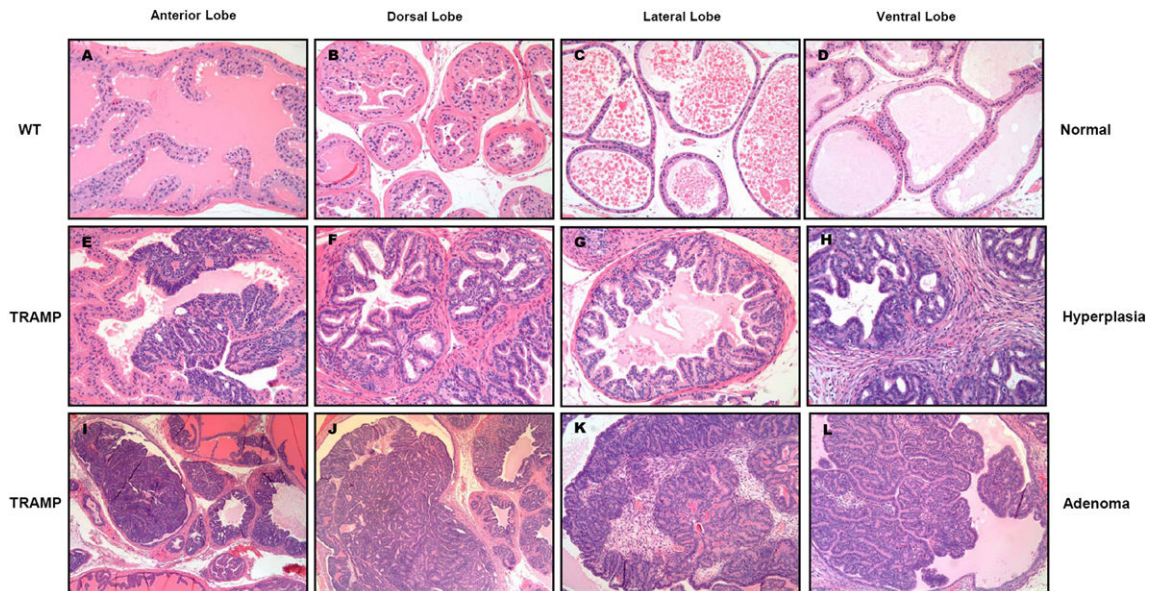 Anterior Lobe Dorsal Lobe Lateral Lobe Ventral Lobe
A B C D
WT Normal
E F G H
TRAMP Hyperplasia
I J K L
TRAMP Adenoma